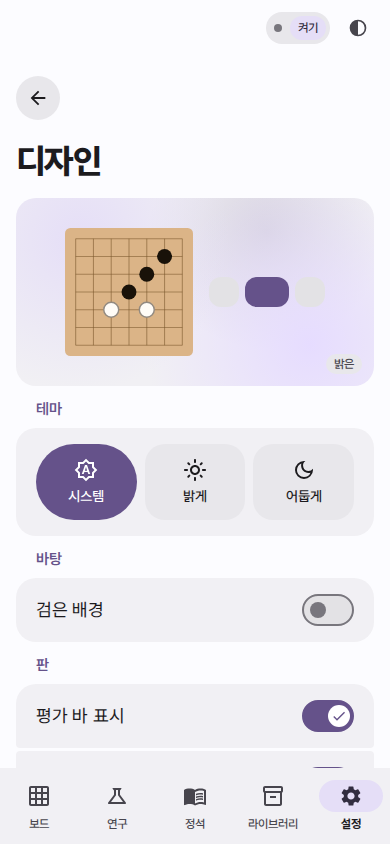 켜기
디자인
밝은
테마
시스템
밝게
어둡게
바탕
검은 배경
판
평가 바 표시
보드
연구
정석
라이브러리
설정